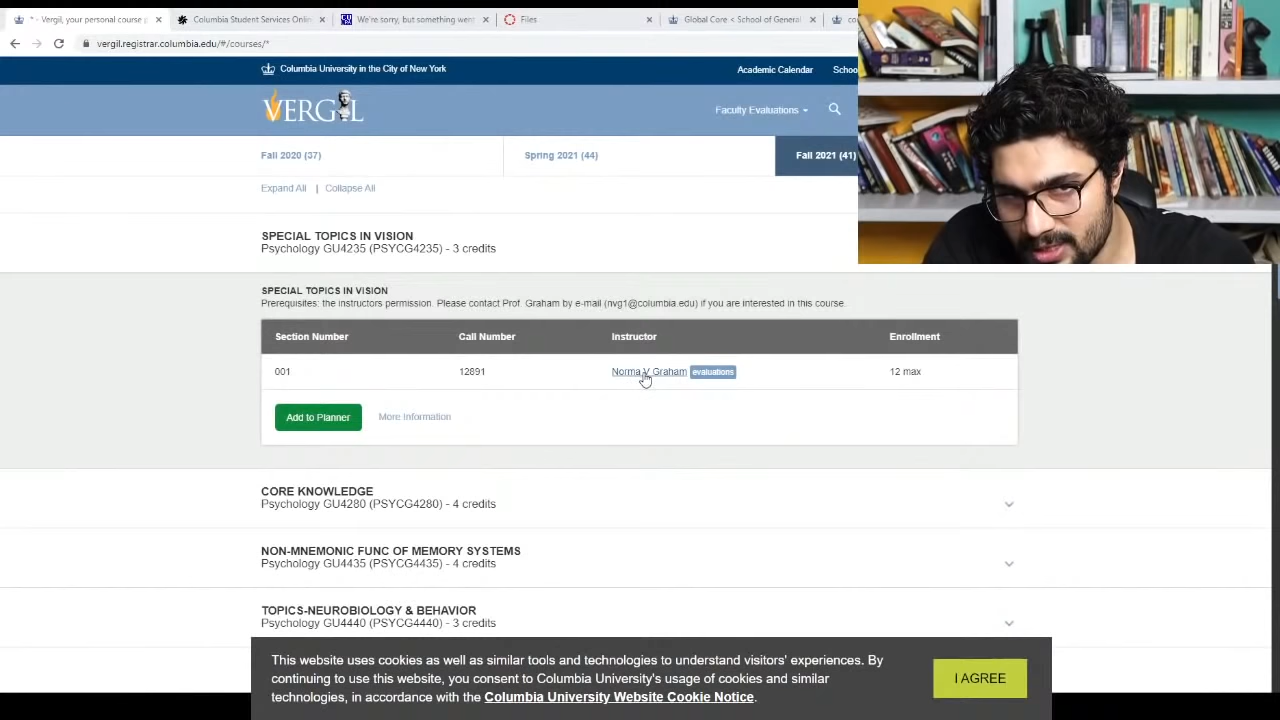 * - Vergil, your personal course p
Columbia Student Services Onlin
We're sorry, but something went
Files
Global Core < School of General
co
vergil.registrar.columbia.edu/#/courses/*
Columbia University in the City of New York
Academic Calendar
Schoo
VERGIL
Faculty Evaluations
Fall 2020 (37)
Spring 2021 (44)
Fall 2021 (41)
Expand All | Collapse All
SPECIAL TOPICS IN VISION
Psychology GU4235 (PSYCG4235) - 3 credits
SPECIAL TOPICS IN VISION
Prerequisites: the instructors permission. Please contact Prof. Graham by e-mail (nvg1@columbia.edu) if you are interested in this course.
Section Number
Call Number
Instructor
Enrollment
001
12891
Norma V Graham
evaluations
12 max
Add to Planner
More Information
CORE KNOWLEDGE
Psychology GU4280 (PSYCG4280) - 4 credits
NON-MNEMONIC FUNC OF MEMORY SYSTEMS
Psychology GU4435 (PSYCG4435) - 4 credits
TOPICS-NEUROBIOLOGY & BEHAVIOR
Psychology GU4440 (PSYCG4440) - 3 credits
This website uses cookies as well as similar tools and technologies to understand visitors' experiences. By
continuing to use this website, you consent to Columbia University's usage of cookies and similar
technologies, in accordance with the Columbia University Website Cookie Notice.
I AGREE